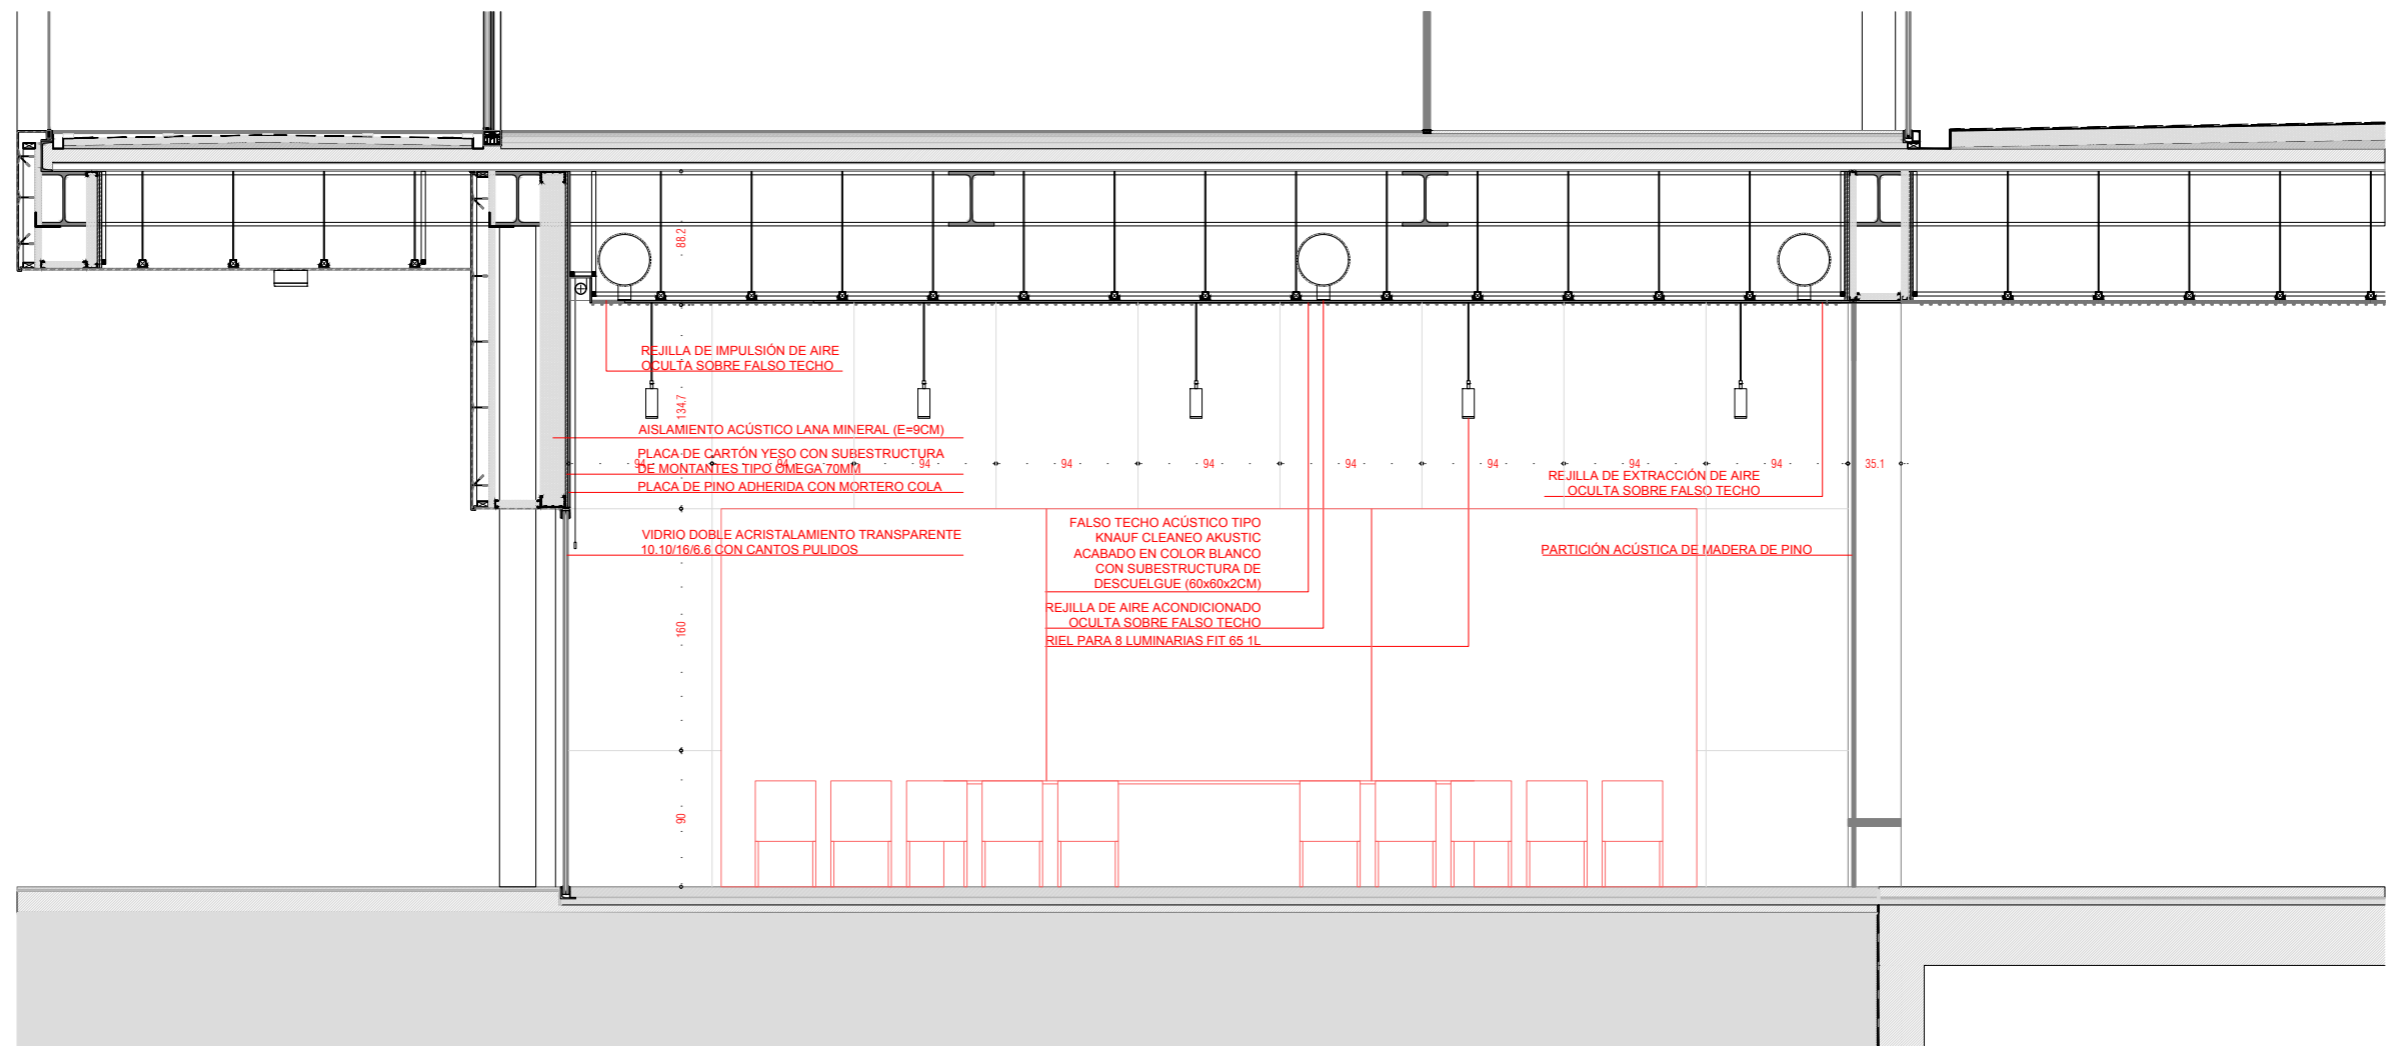 88.2
REJILLA DE IMPULSIÓN DE AIRE
OCULTA SOBRE FALSO TECHO
134.7
AISLAMIENTO ACÚSTICO LANA MINERAL (E=9CM)
PLACA DE CARTÓN YESO CON SUBESTRUCTURA
DE MONTANTES TIPO OMEGA 70MM
PLACA DE PINO ADHERIDA CON MORTERO COLA
94 94 94 94 94 94 94 94 94 35.1
REJILLA DE EXTRACCIÓN DE AIRE
OCULTA SOBRE FALSO TECHO
VIDRIO DOBLE ACRISTALAMIENTO TRANSPARENTE
10.10/16/6.6 CON CANTOS PULIDOS
FALSO TECHO ACÚSTICO TIPO
KNAUF CLEANEO AKUSTIC
ACABADO EN COLOR BLANCO
CON SUBESTRUCTURA DE
DESCUELGUE (60x60x2CM)
PARTICIÓN ACÚSTICA DE MADERA DE PINO
REJILLA DE AIRE ACONDICIONADO
OCULTA SOBRE FALSO TECHO
RIEL PARA 8 LUMINARIAS FIT 65 1L
160
90